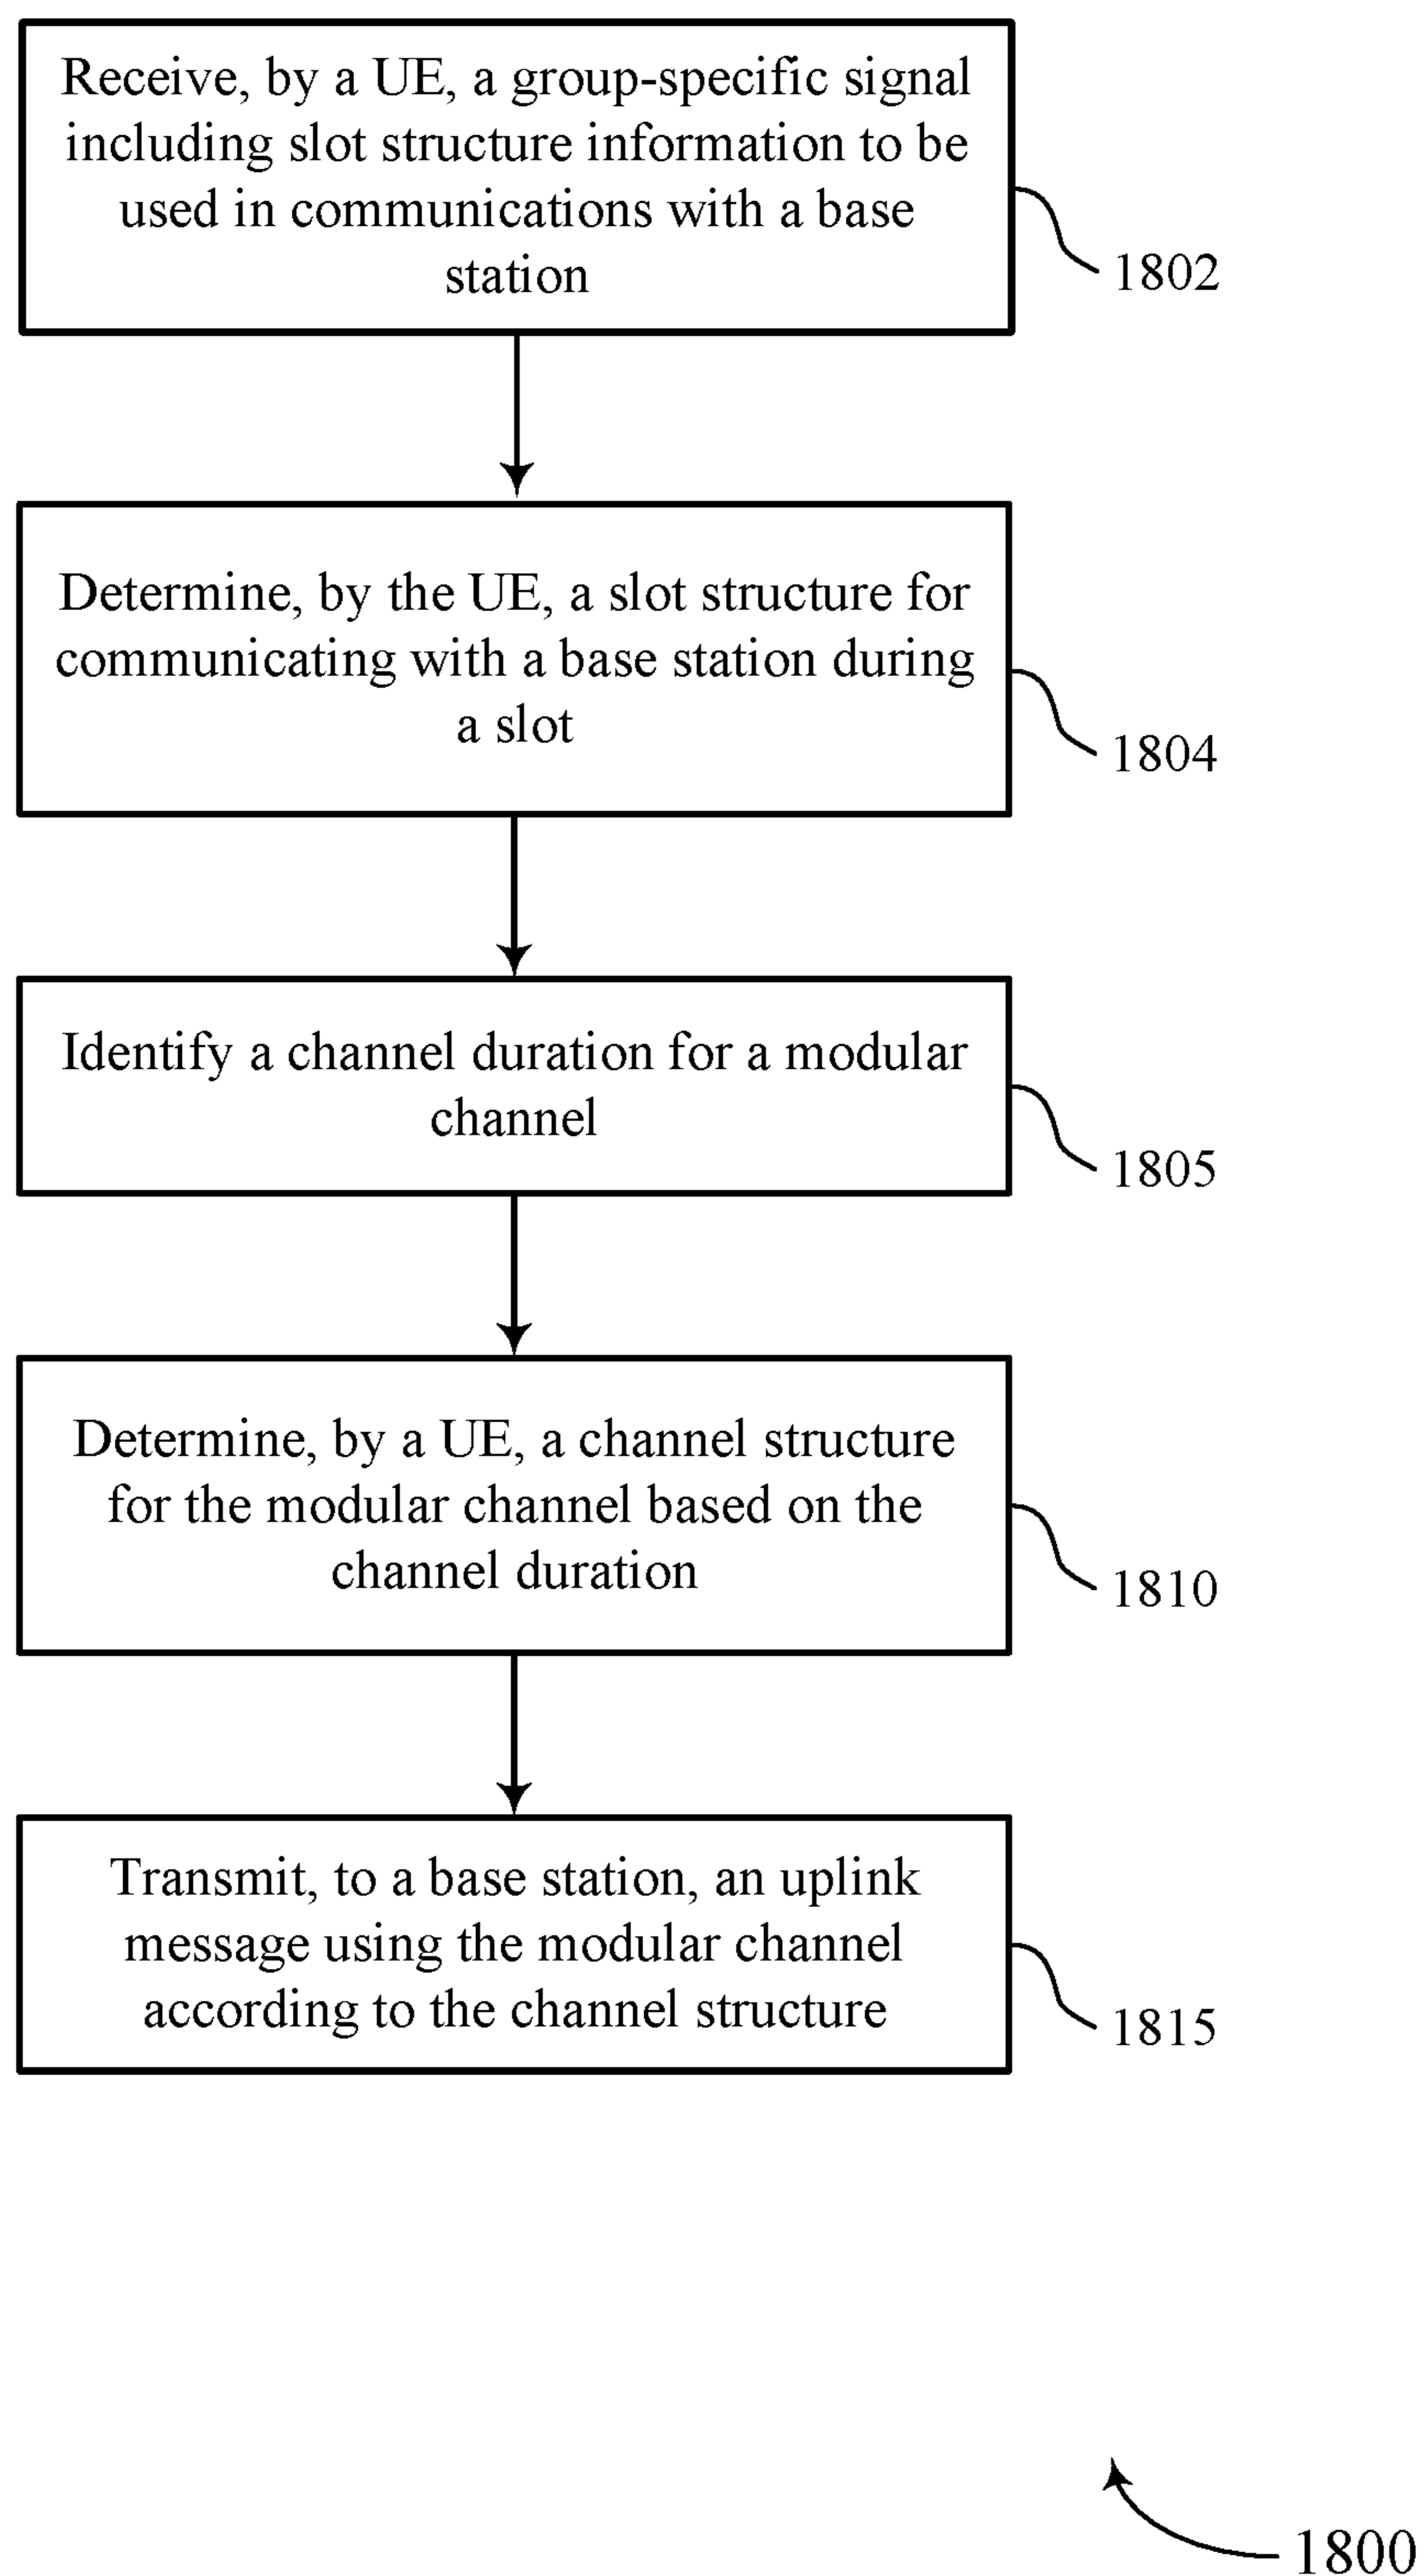 Receive, by a UE, a group-specific signal
including slot structure information to be
used in communications with a base
station
1802
Determine, by the UE, a slot structure for
communicating with a base station during
a slot
1804
Identify a channel duration for a modular
channel
1805
Determine, by a UE, a channel structure
for the modular channel based on the
channel duration
1810
Transmit, to a base station, an uplink
message using the modular channel
according to the channel structure
1815
1800